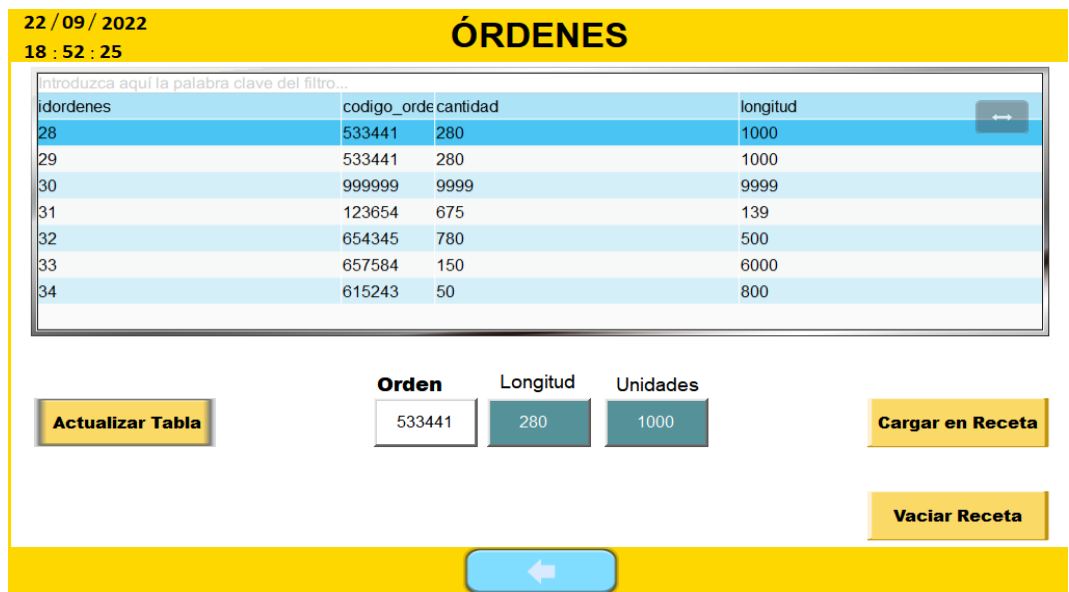 22 / 09 / 2022
18 : 52 : 25
ÓRDENES
Introduzca aquí la palabra clave del filtro...
idordenes codigo_orde cantidad longitud
28 533441 280 1000
29 533441 280 1000
30 999999 9999 9999
31 123654 675 139
32 654345 780 500
33 657584 150 6000
34 615243 50 800
Orden Longitud Unidades
Actualizar Tabla 533441 280 1000 Cargar en Receta
Vaciar Receta